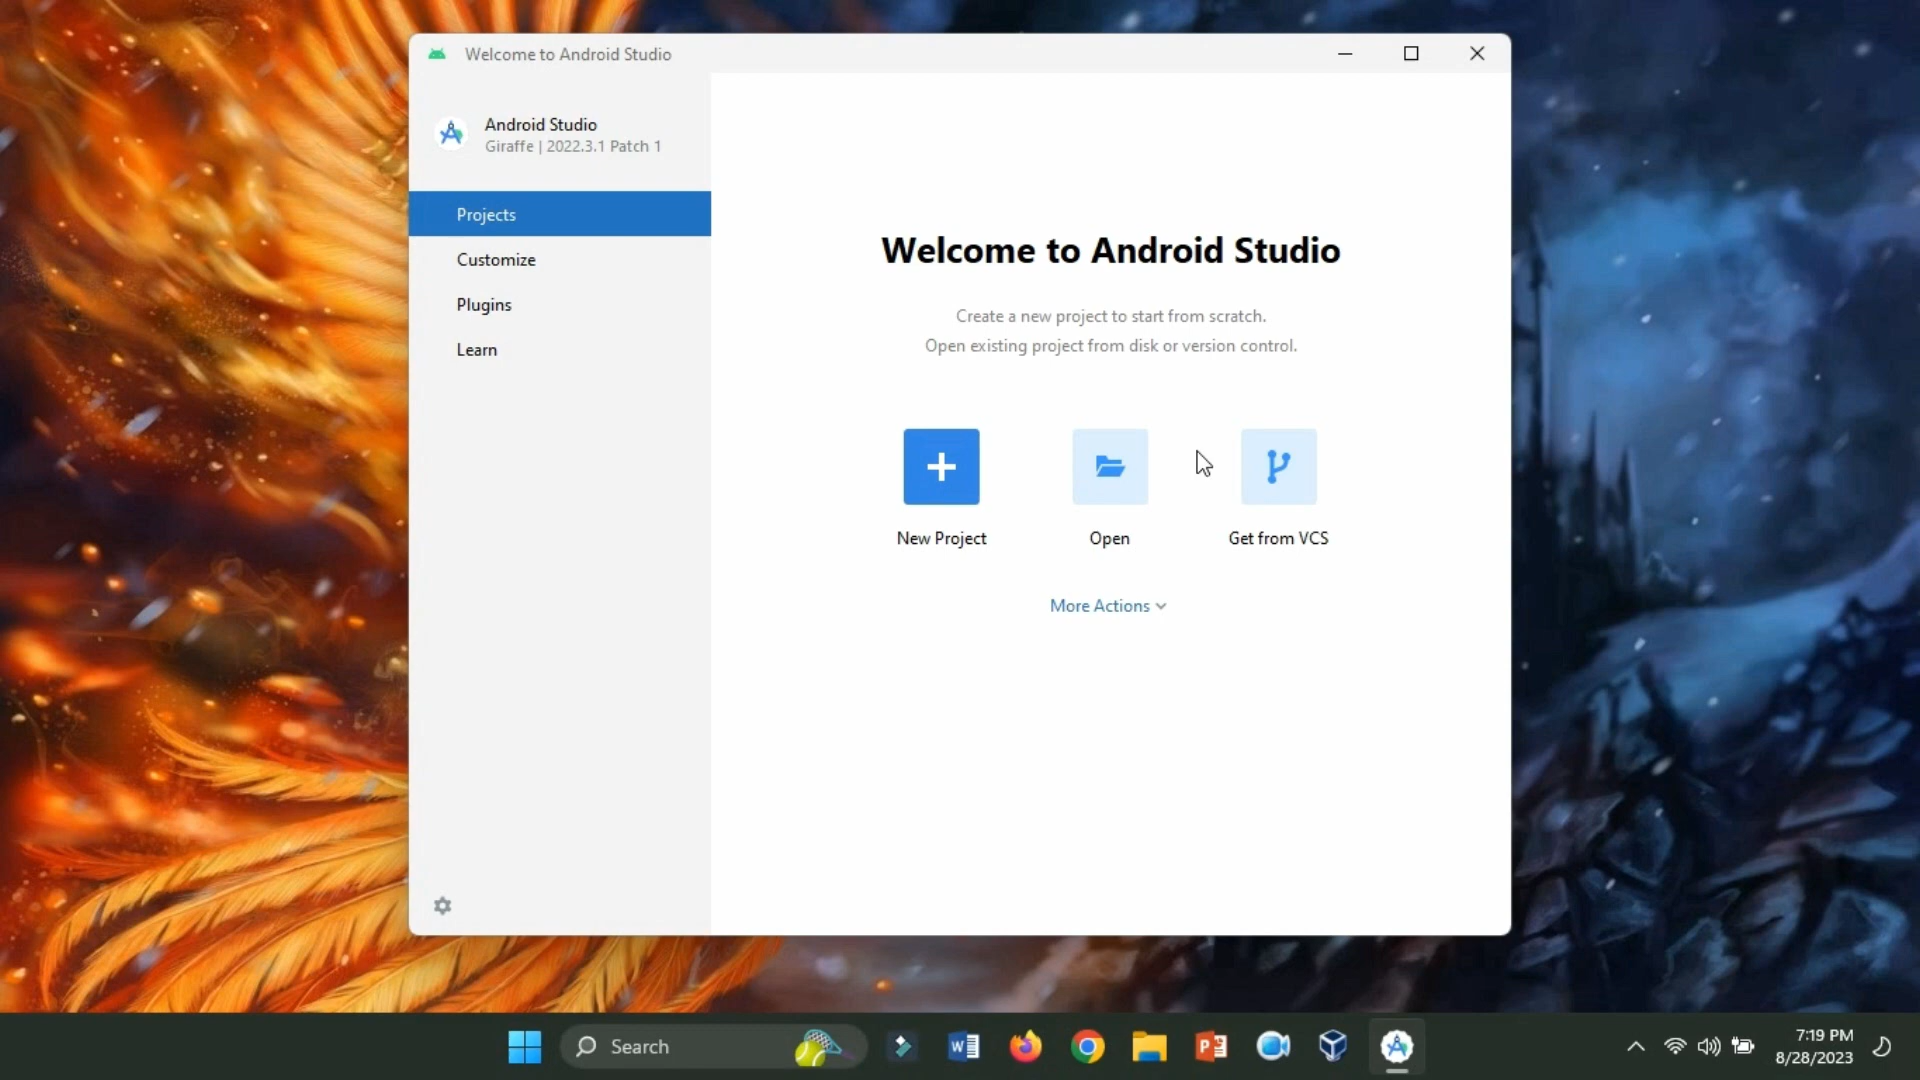 Welcome to Android Studio
Android Studio
Giraffe | 2022.3.1 Patch 1
Projects
Customize
Plugins
Learn
Welcome to Android Studio
Create a new project to start from scratch.
Open existing project from disk or version control.
New Project
Open
Get from VCS
More Actions
Search
7:19 PM
8/28/2023